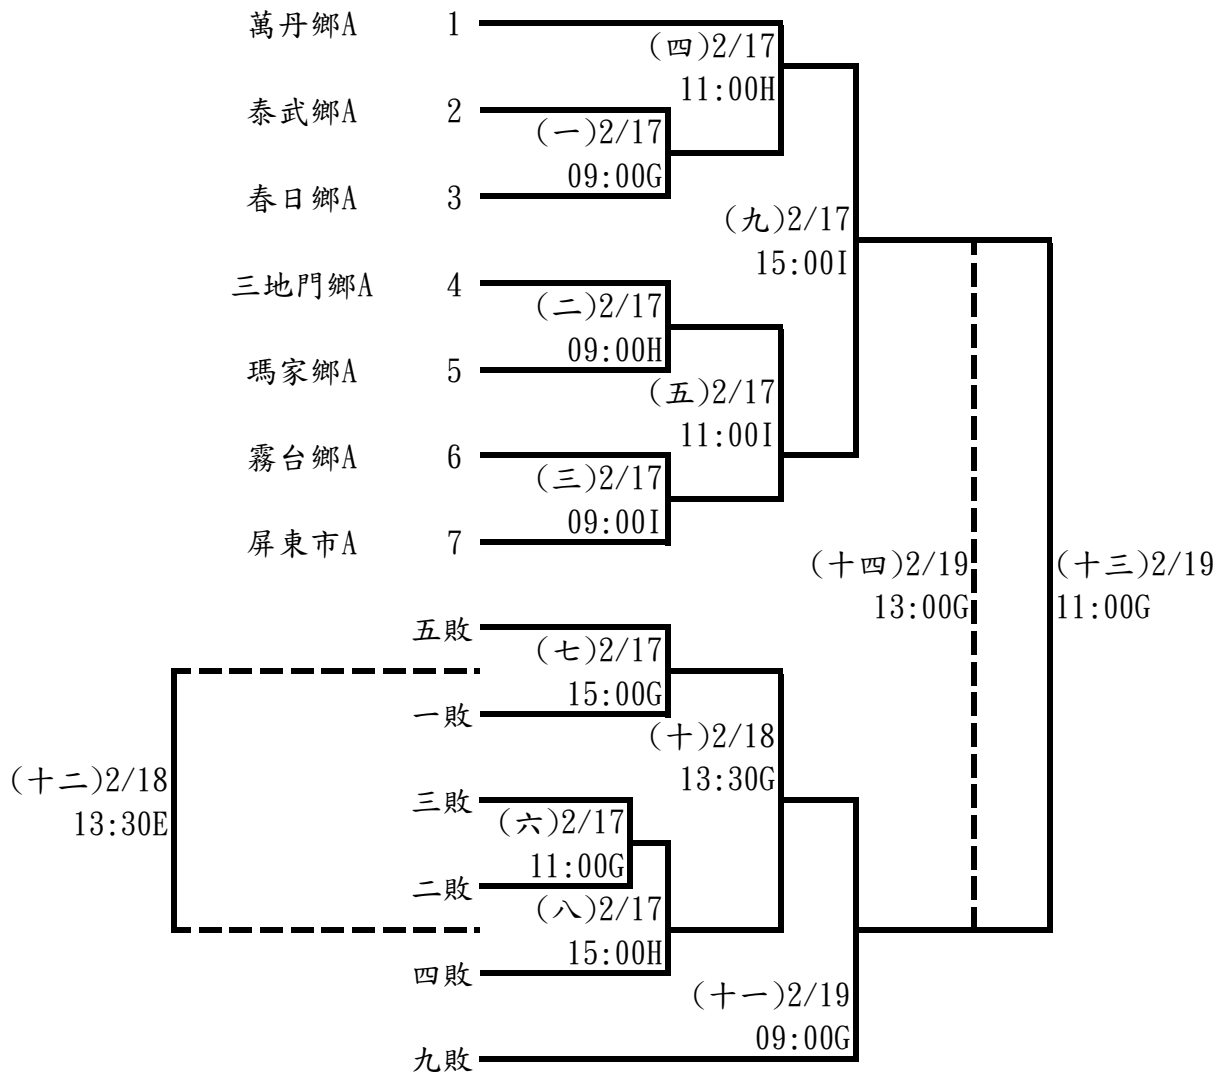 萬丹鄉A 1
(四)2/17
11:00H
泰武鄉A 2
(一)2/17
09:00G
春日鄉A 3
(九)2/17
15:00I
三地門鄉A 4
(二)2/17
09:00H
瑪家鄉A 5
(五)2/17
11:00I
霧台鄉A 6
(三)2/17
09:00I
屏東市A 7
(十四)2/19
13:00G
(十三)2/19
11:00G
五敗
(七)2/17
15:00G
一敗
(十)2/18
13:30G
(十二)2/18
13:30E
三敗
(六)2/17
11:00G
二敗
(八)2/17
15:00H
四敗
(十一)2/19
09:00G
九敗